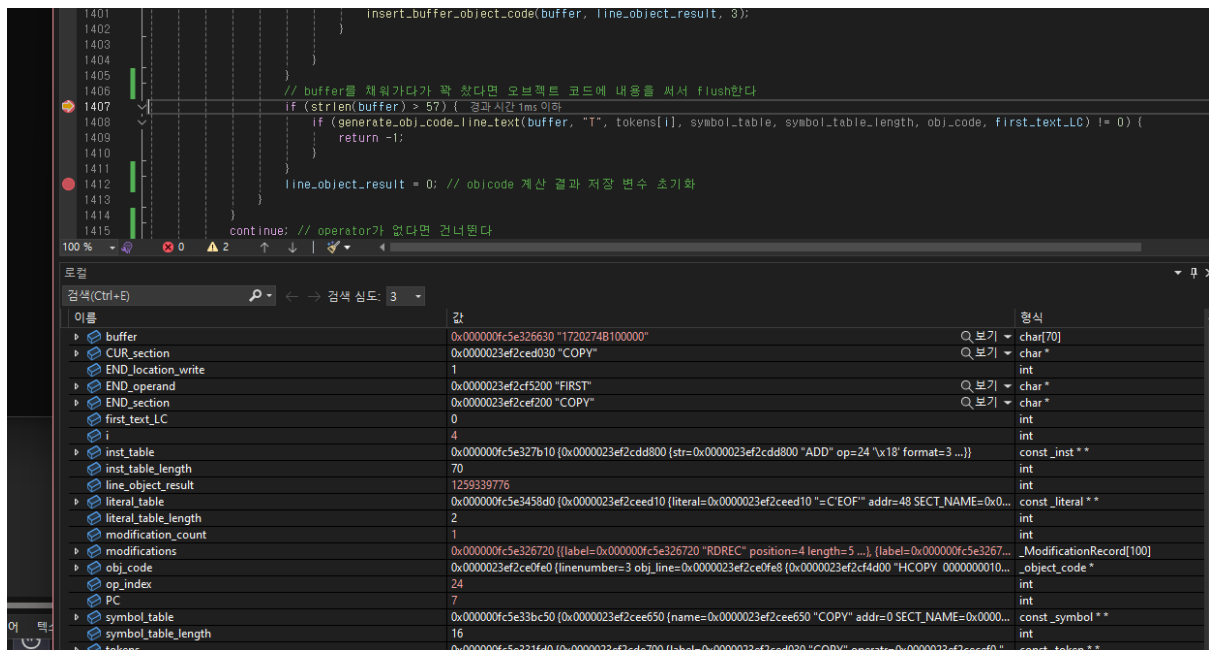 1401 insert_buffer_object_code(buffer, line_object_result, 3);
1402 }
1403
1404 }
1405 }
1406 // buffer를 채워가다가 꽉 찼다면 오브젝트 코드에 내용을 써서 flush한다
1407 if (strlen(buffer) > 57) { 경과 시간 1ms 이하
1408 if (generate_obj_code_line_text(buffer, "T", tokens[i], symbol_table, symbol_table_length, obj_code, first_text_LC) != 0) {
1409 return -1;
1410 }
1411 }
1412 line_object_result = 0; // objcode 계산 결과 저장 변수 초기화
1413 }
1414 }
1415 continue; // operator가 없다면 건너뛴다
100 % 0 2
로컬
검색(Ctrl+E) 검색 심도: 3
이름 값 형식
buffer 0x000000fc5e326630 "1720274B100000" 보기 char[70]
CUR_section 0x0000023ef2ced030 "COPY" 보기 char *
END_location_write 1 int
END_operand 0x0000023ef2cf5200 "FIRST" 보기 char *
END_section 0x0000023ef2cef200 "COPY" 보기 char *
first_text_LC 0 int
i 4 int
inst_table 0x000000fc5e327b10 {0x0000023ef2cdd800 {str=0x0000023ef2cdd800 "ADD" op=24 '\x18' format=3 ...}} const _inst * *
inst_table_length 70 int
line_object_result 1259339776 int
literal_table 0x000000fc5e3458d0 {0x0000023ef2ceed10 {literal=0x0000023ef2ceed10 "=C'EOF'" addr=48 SECT_NAME=0x0... const _literal * *
literal_table_length 2 int
modification_count 1 int
modifications 0x000000fc5e326720 {{label=0x000000fc5e326720 "RDREC" position=4 length=5 ...}, {label=0x000000fc5e3267... _ModificationRecord[100]
obj_code 0x0000023ef2ce0fe0 {linenumber=3 obj_line=0x0000023ef2ce0fe8 {0x0000023ef2cf4d00 "HCOPY 0000000010... _object_code *
op_index 24 int
PC 7 int
symbol_table 0x000000fc5e33bc50 {0x0000023ef2cee650 {name=0x0000023ef2cee650 "COPY" addr=0 SECT_NAME=0x0000... const _symbol * *
symbol_table_length 16 int